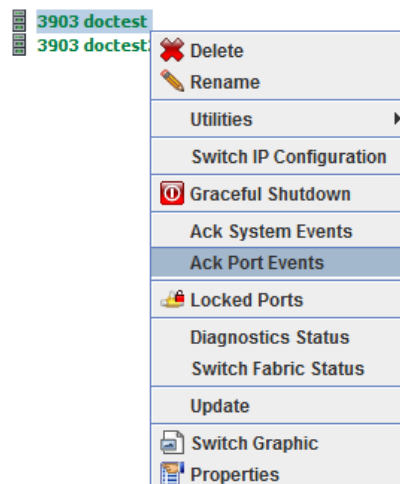 3903 doctest
3903 doctest
Delete
Rename
Utilities
Switch IP Configuration
Graceful Shutdown
Ack System Events
Ack Port Events
Locked Ports
Diagnostics Status
Switch Fabric Status
Update
Switch Graphic
Properties